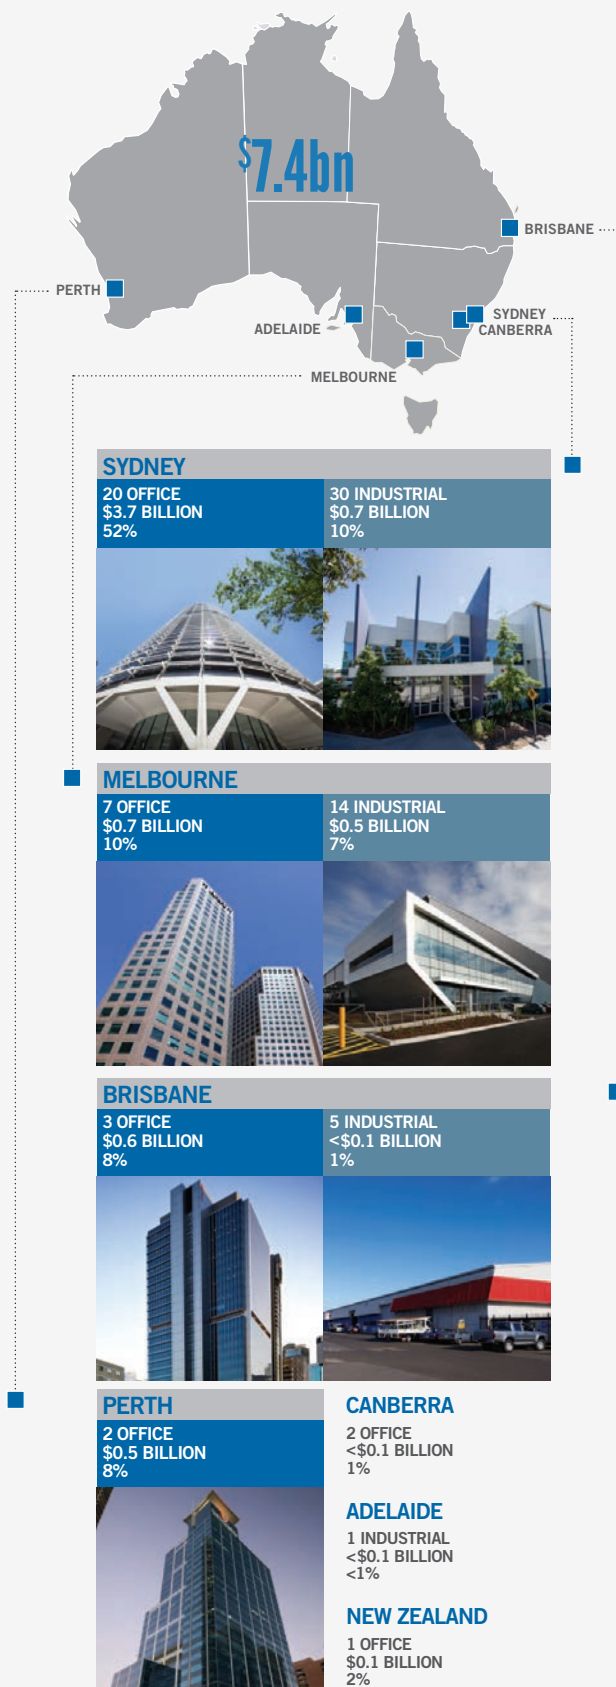 $7.4bn
BRISBANE
PERTH
SYDNEY
ADELAIDE
CANBERRA
MELBOURNE
SYDNEY
20 OFFICE
$3.7 BILLION
52%
30 INDUSTRIAL
$0.7 BILLION
10%
MELBOURNE
7 OFFICE
$0.7 BILLION
10%
14 INDUSTRIAL
$0.5 BILLION
7%
BRISBANE
3 OFFICE
$0.6 BILLION
8%
5 INDUSTRIAL
<$0.1 BILLION
1%
PERTH
2 OFFICE
$0.5 BILLION
8%
CANBERRA
2 OFFICE
<$0.1 BILLION
1%
ADELAIDE
1 INDUSTRIAL
<$0.1 BILLION
<1%
NEW ZEALAND
1 OFFICE
$0.1 BILLION
2%